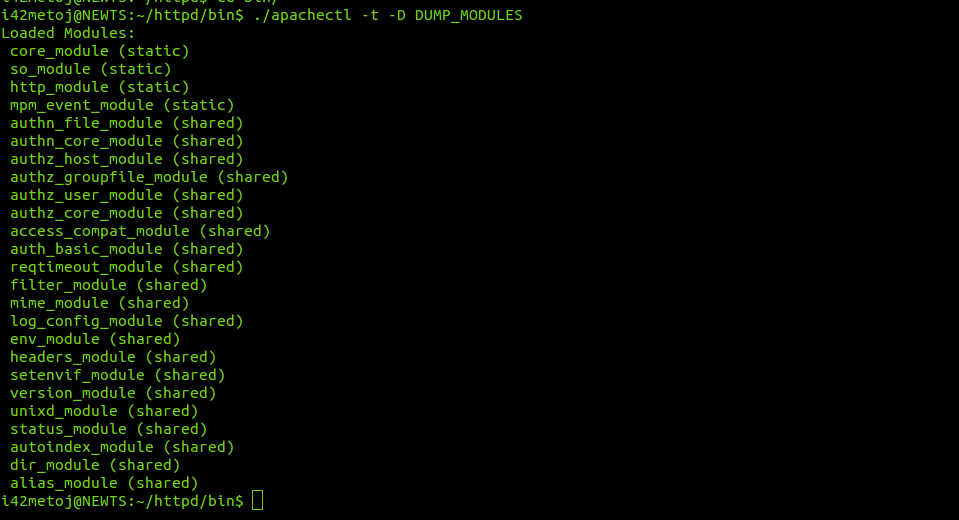 i42metoj@NEWTS:~/httpd/bin$ ./apachectl -t -D DUMP_MODULES
Loaded Modules:
 core_module (static)
 so_module (static)
 http_module (static)
 mpm_event_module (static)
 authn_file_module (shared)
 authn_core_module (shared)
 authz_host_module (shared)
 authz_groupfile_module (shared)
 authz_user_module (shared)
 authz_core_module (shared)
 access_compat_module (shared)
 auth_basic_module (shared)
 reqtimeout_module (shared)
 filter_module (shared)
 mime_module (shared)
 log_config_module (shared)
 env_module (shared)
 headers_module (shared)
 setenvif_module (shared)
 version_module (shared)
 unixd_module (shared)
 status_module (shared)
 autoindex_module (shared)
 dir_module (shared)
 alias_module (shared)
i42metoj@NEWTS:~/httpd/bin$